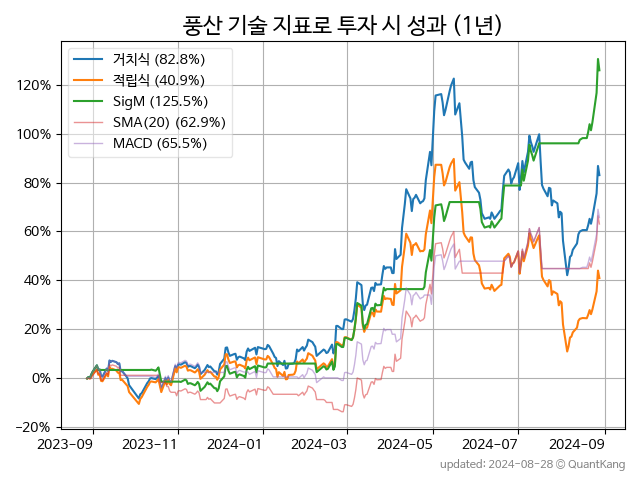 풍산 기술 지표로 투자 시 성과 (1년)
거치식 (82.8%)
적립식 (40.9%)
SigM (125.5%)
SMA(20) (62.9%)
MACD (65.5%)
120%
100%
80%
60%
40%
20%
0%
−20%
2023-09 2023-11 2024-01 2024-03 2024-05 2024-07 2024-09
updated: 2024-08-28 © QuantKang